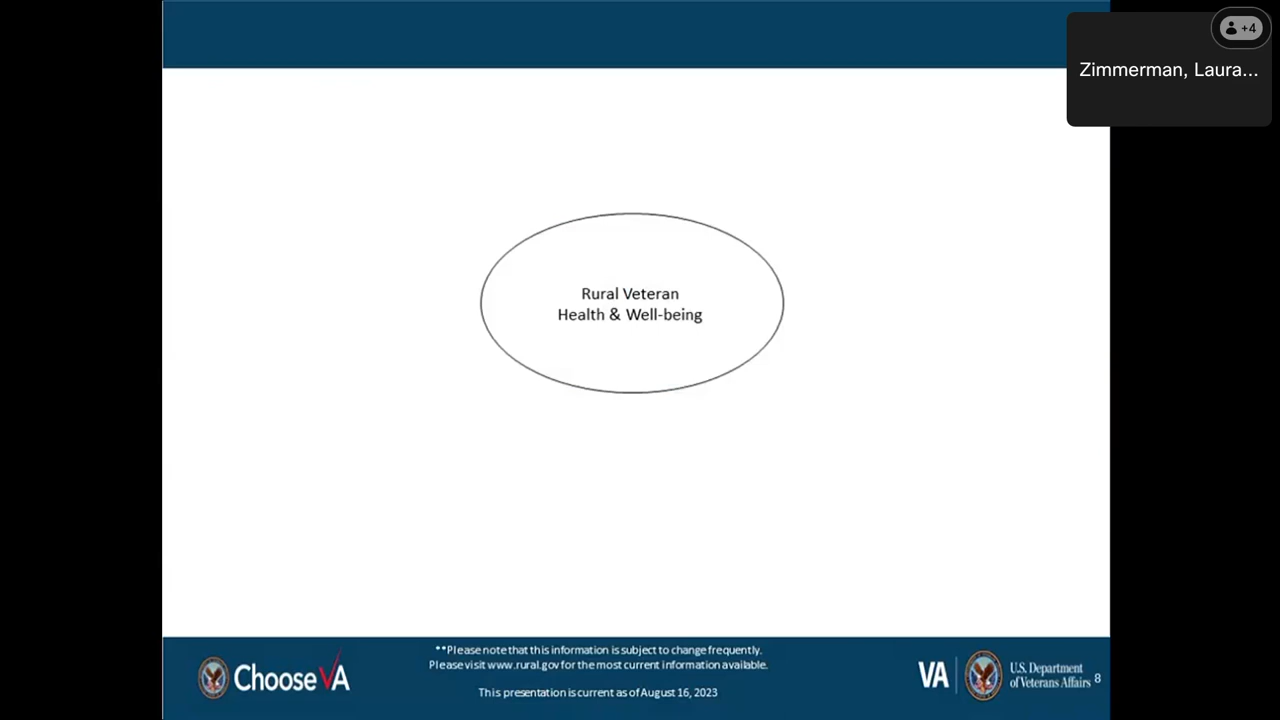 +4
Zimmerman, Laura...
Rural Veteran
Health & Well-being
**Please note that this information is subject to change frequently.
Please visit www.rural.gov for the most current information available.
This presentation is current as of August 16, 2023
Choose VA
VA
U.S. Department
of Veterans Affairs
8